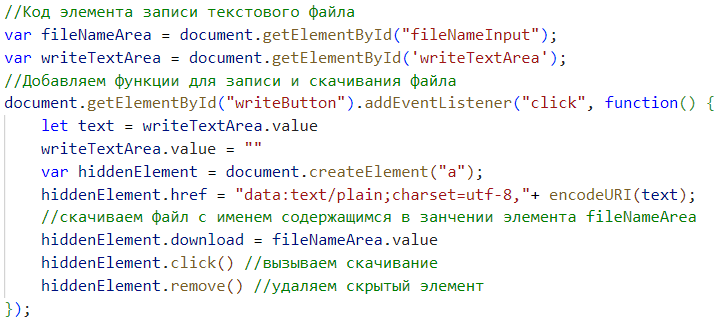 //Код элемента записи текстового файла
var fileNameArea = document.getElementById("fileNameInput");
var writeTextArea = document.getElementById('writeTextArea');
//Добавляем функции для записи и скачивания файла
document.getElementById("writeButton").addEventListener("click", function() {
let text = writeTextArea.value
writeTextArea.value = ""
var hiddenElement = document.createElement("a");
hiddenElement.href = "data:text/plain;charset=utf-8,"+ encodeURI(text);
//скачиваем файл с именем содержащимся в занчении элемента fileNameArea
hiddenElement.download = fileNameArea.value
hiddenElement.click() //вызываем скачивание
hiddenElement.remove() //удаляем скрытый элемент
});